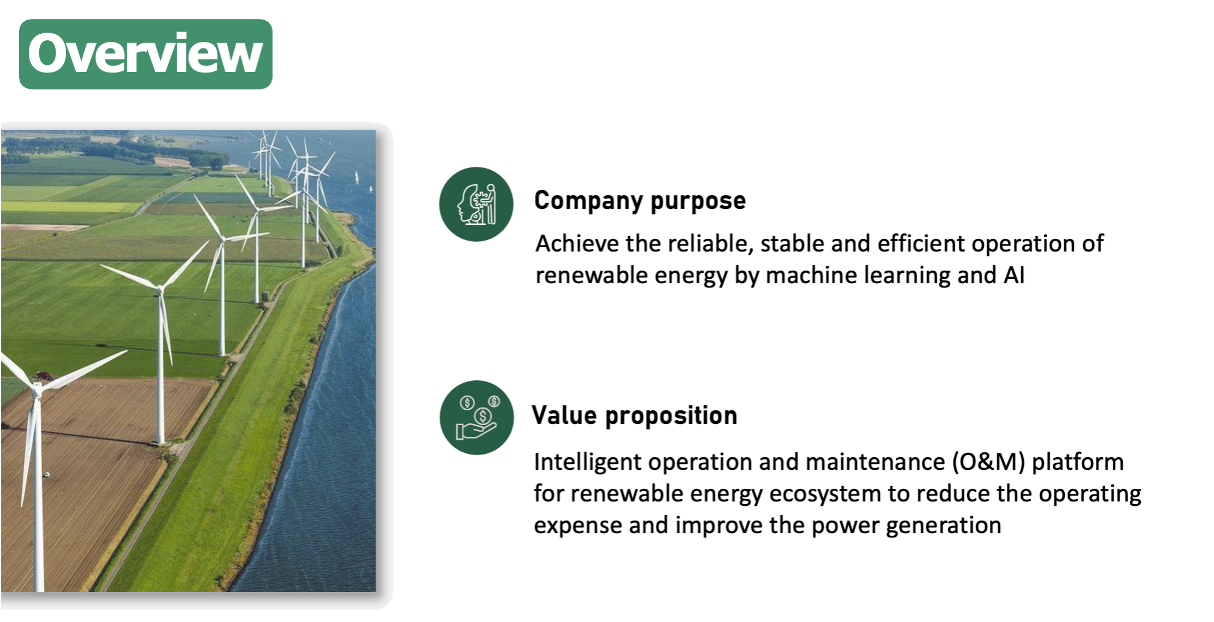 Overview
Company purpose
Achieve the reliable, stable and efficient operation of
renewable energy by machine learning and AI
Value proposition
Intelligent operation and maintenance (O&M) platform
for renewable energy ecosystem to reduce the operating
expense and improve the power generation